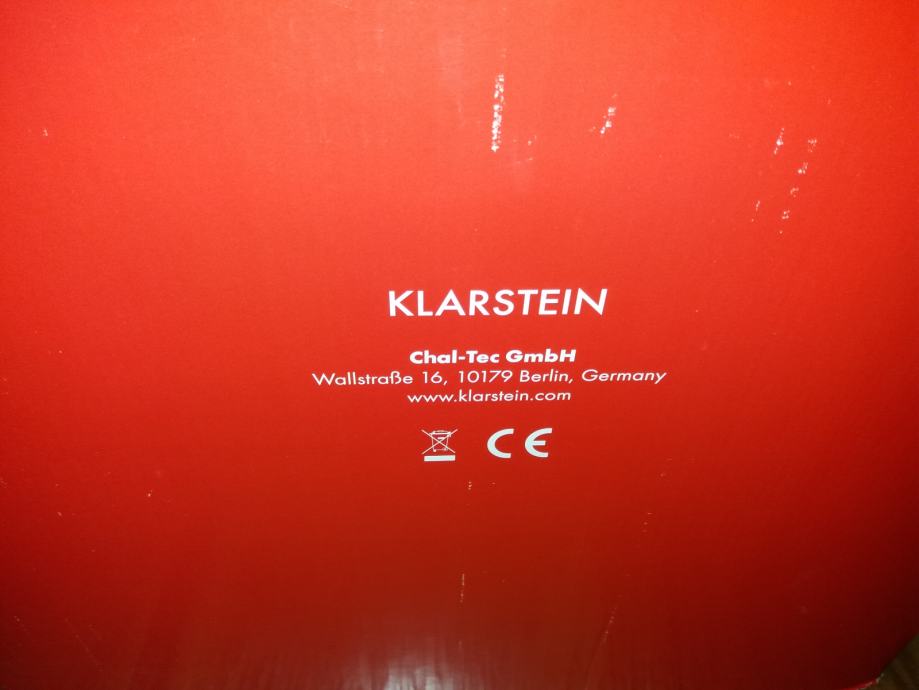 KLARSTEIN
Chal-Tec GmbH
Wallstraße 16, 10179 Berlin, Germany
www.klarstein.com
CE